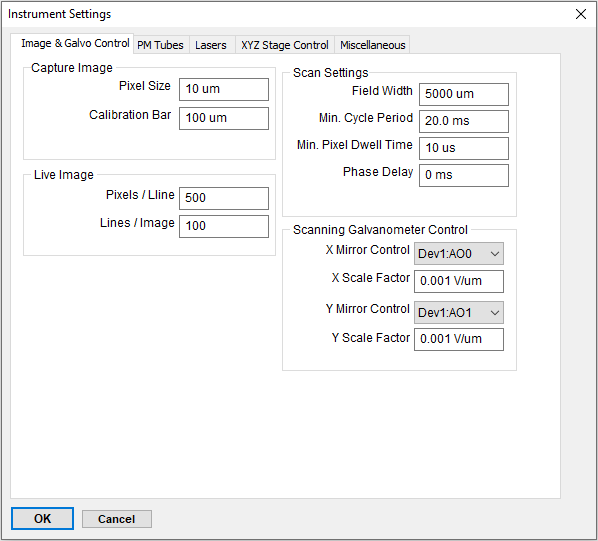 Instrument Settings
Image & Galvo Control PM Tubes Lasers XYZ Stage Control Miscellaneous
Capture Image
Pixel Size 10 um
Calibration Bar 100 um
Live Image
Pixels / Lline 500
Lines / Image 100
Scan Settings
Field Width 5000 um
Min. Cycle Period 20.0 ms
Min. Pixel Dwell Time 10 us
Phase Delay 0 ms
Scanning Galvanometer Control
X Mirror Control Dev1:AO0
X Scale Factor 0.001 V/um
Y Mirror Control Dev1:AO1
Y Scale Factor 0.001 V/um
OK Cancel